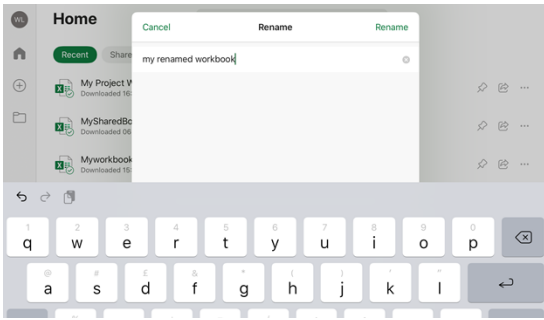 WL
Home
Cancel
Rename
Rename
Recent
Share
my renamed workbook
My Project W
Downloaded 16:
MySharedBo
Downloaded 06
Myworkbook
Downloaded 15:
1 2 3 4 5 6 7 8 9 0
q w e r t y u i o p
@ # £ & * ( ) ' "
a s d f g h j k l